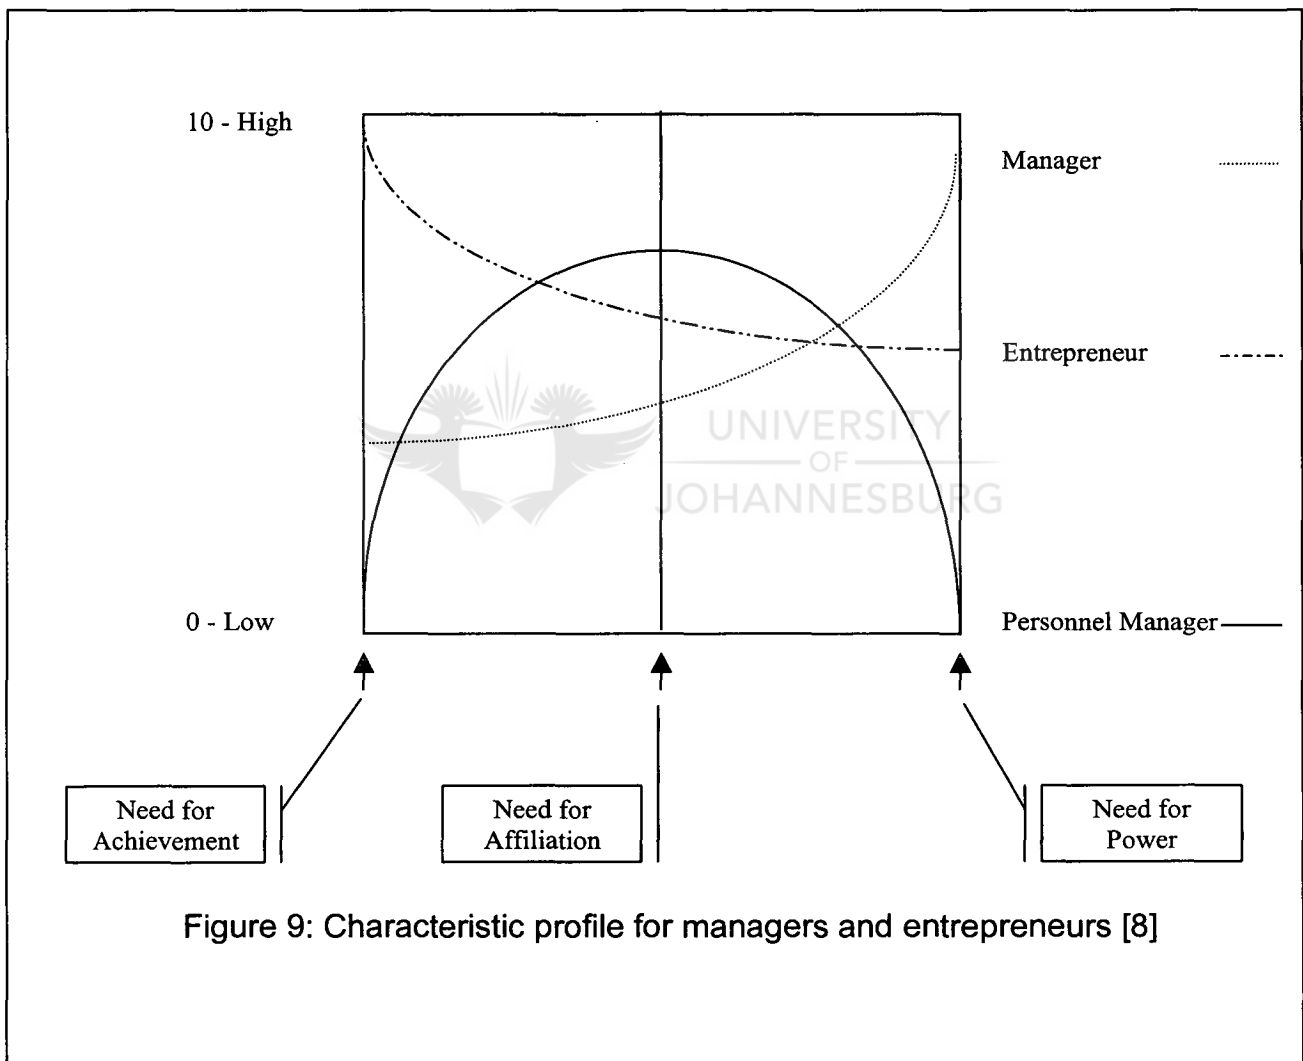 10 - High
Manager
Entrepreneur
UNIVERSITY
OF
JOHANNESBURG
0 - Low
Personnel Manager
Need for
Achievement
Need for
Affiliation
Need for
Power
Figure 9: Characteristic profile for managers and entrepreneurs [8]